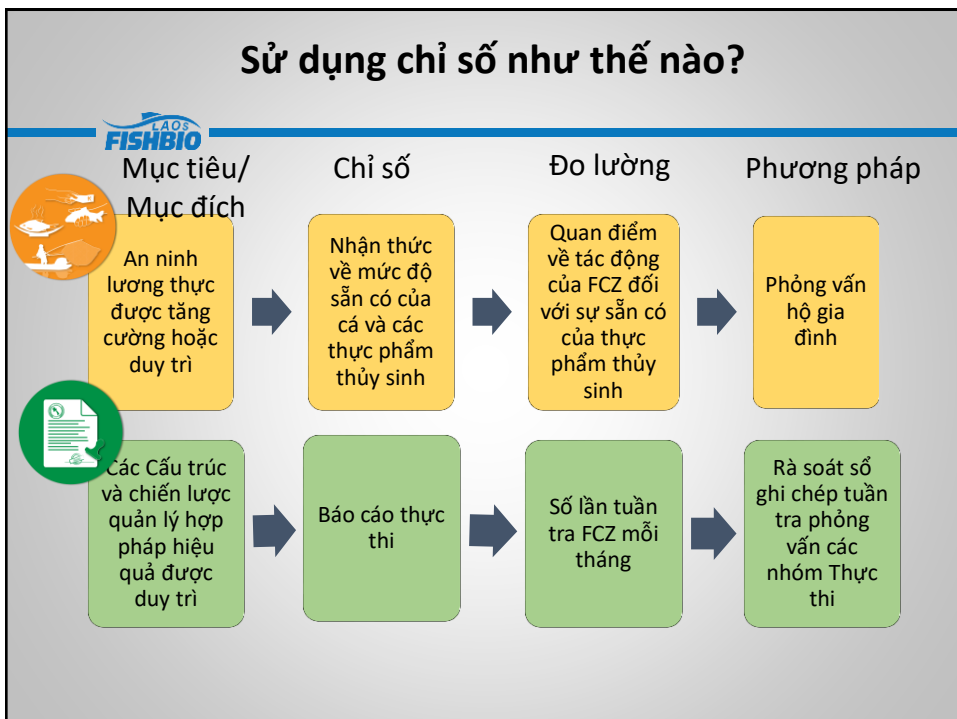 Sử dụng chỉ số như thế nào?
LAOS
FISHBIO
Mục tiêu/
Mục đích
Chỉ số
Đo lường
Phương pháp
An ninh
lương thực
được tăng
cường hoặc
duy trì
Nhận thức
về mức độ
sẵn có của
cá và các
thực phẩm
thủy sinh
Quan điểm
về tác động
của FCZ đối
với sự sẵn có
của thực
phẩm thủy
sinh
Phỏng vấn
hộ gia
đình
Các Cấu trúc
và chiến lược
quản lý hợp
pháp hiệu
quả được
duy trì
Báo cáo thực
thi
Số lần tuần
tra FCZ mỗi
tháng
Rà soát sổ
ghi chép tuần
tra phỏng
vấn các
nhóm Thực
thi